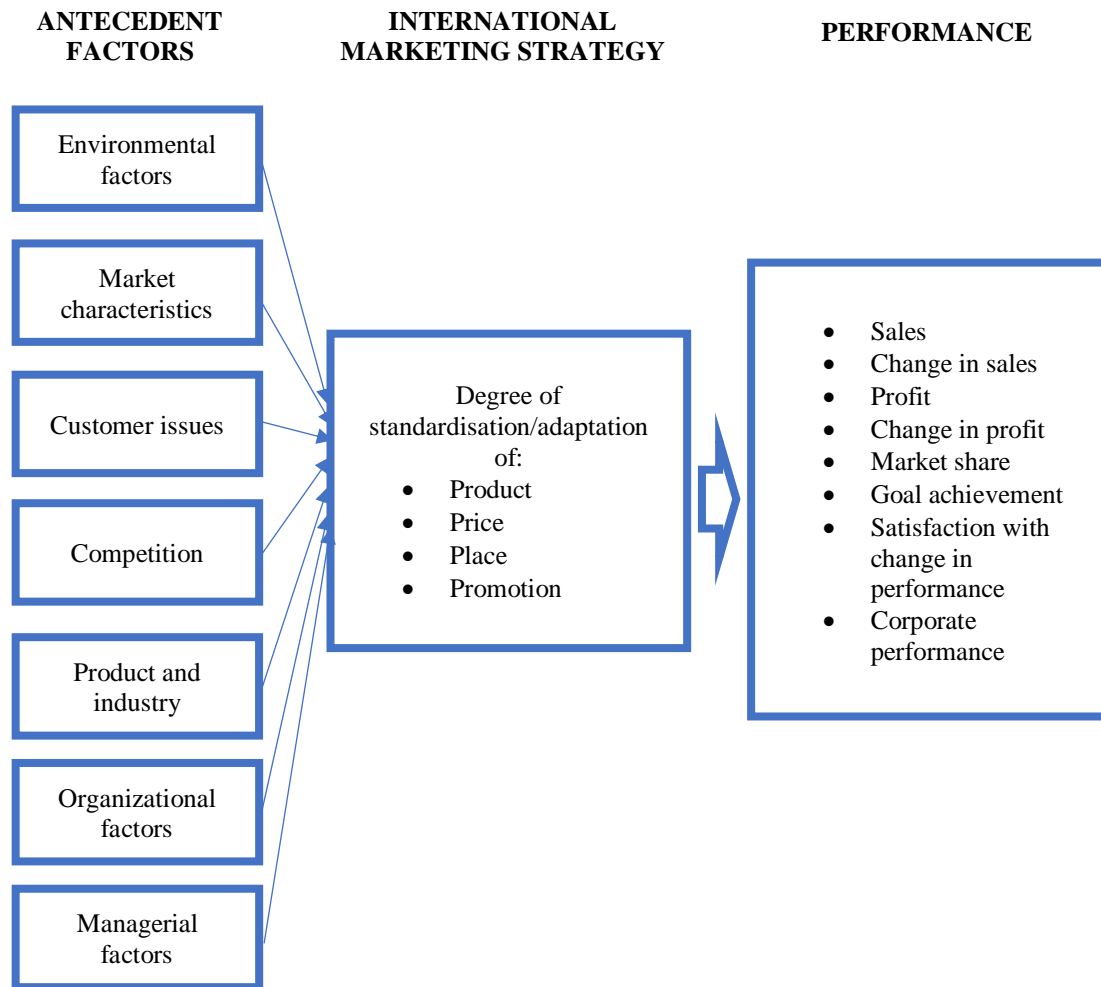 ANTECEDENT
FACTORS
INTERNATIONAL
MARKETING STRATEGY
PERFORMANCE
Environmental
factors
Market
characteristics
Customer issues
Competition
Product and
industry
Organizational
factors
Managerial
factors
Degree of
standardisation/adaptation
of:
• Product
• Price
• Place
• Promotion
• Sales
• Change in sales
• Profit
• Change in profit
• Market share
• Goal achievement
• Satisfaction with
change in
performance
• Corporate
performance